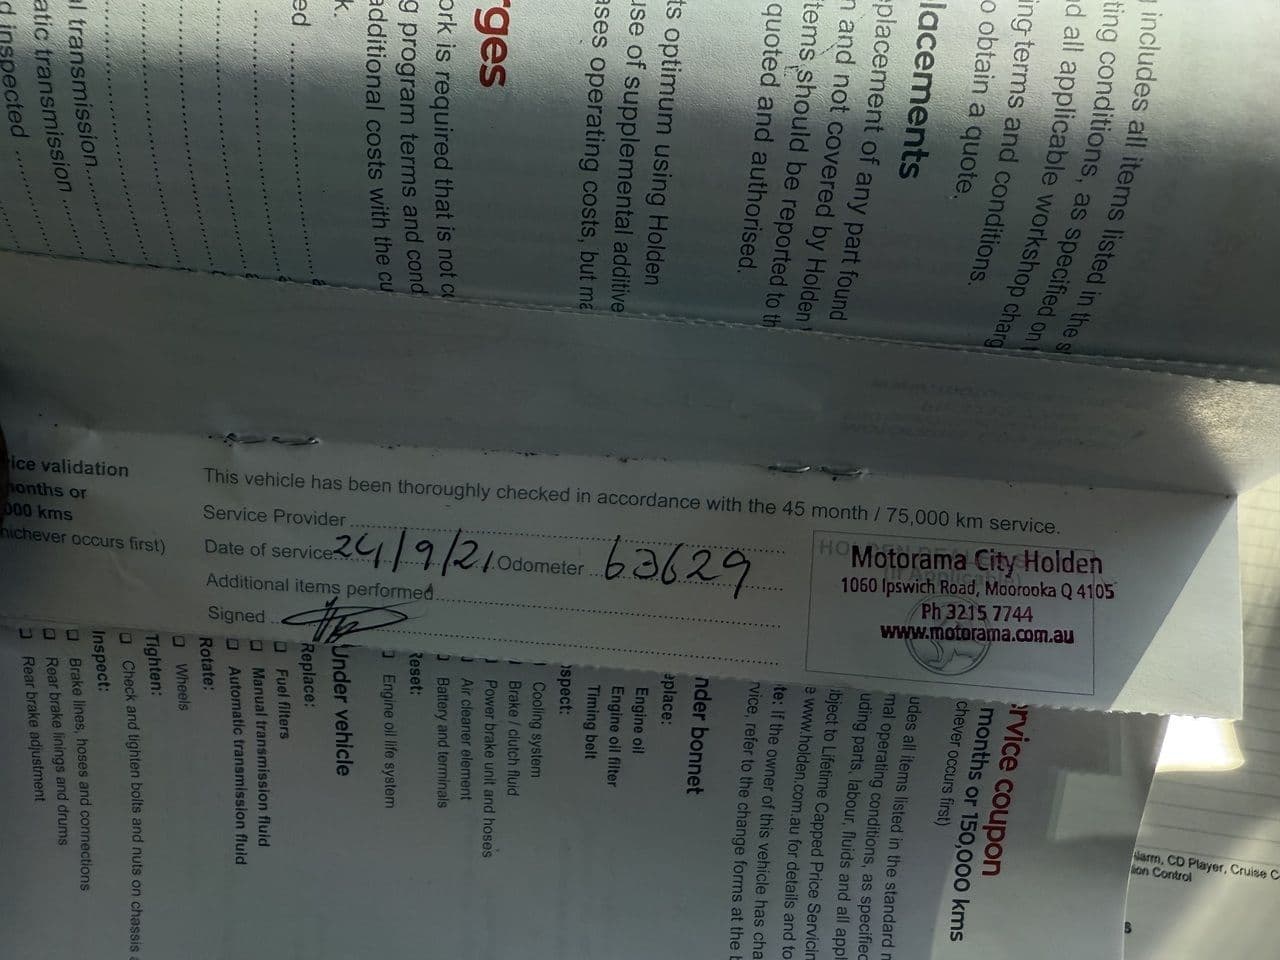 includes all items listed in the
ting conditions, as specified on
nd all applicable workshop charg
ing terms and conditions.
o obtain a quote.
lacements
placement of any part found
n and not covered by Holden
items should be reported to th
quoted and authorised.
ts optimum using Holden
use of supplemental additive
ases operating costs, but ma
rges
ork is required that is not co
g program terms and cond
additional costs with the cu
k.
ed
al transmission
atic transmission
d inspected
ice validation
months or
000 kms
hichever occurs first)
This vehicle has been thoroughly checked in accordance with the 45 month / 75,000 km service.
Service Provider
Date of service 24/9/21 Odometer 63629
Additional items performed
Signed
Motorama City Holden
1060 Ipswich Road, Moorooka Q 4105
Ph 3215 7744
www.motorama.com.au
rvice coupon
months or 150,000 kms
chever occurs first)
udes all items listed in the standard
mal operating conditions, as specified
uding parts, labour, fluids and all appl
bject to Lifetime Capped Price Servicin
e www.holden.com.au for details and to
te: If the owner of this vehicle has cha
rvice, refer to the change forms at the
nder bonnet
eplace:
Engine oil
Engine oil filter
Timing belt
spect:
Cooling system
Brake / clutch fluid
Power brake unit and hoses
Air cleaner element
Battery and terminals
Reset:
Engine oil life system
Under vehicle
Replace:
Fuel filters
Manual transmission fluid
Automatic transmission fluid
Rotate:
Wheels
Tighten:
Check and tighten bolts and nuts on chassis
Inspect:
Brake lines, hoses and connections
Rear brake linings and drums
Rear brake adjustment
larm, CD Player, Cruise C
ion Control